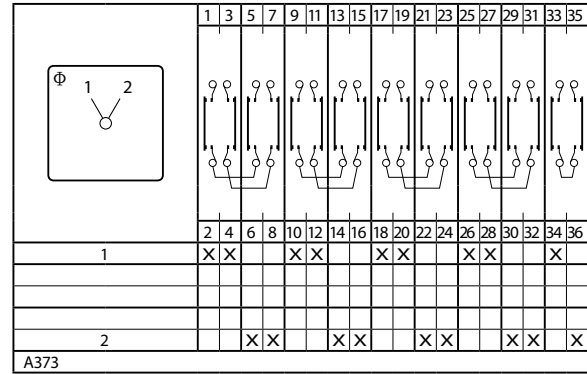 1 3 5 7 9 11 13 15 17 19 21 23 25 27 29 31 33 35
Φ 1 2
2 4 6 8 10 12 14 16 18 20 22 24 26 28 30 32 34 36
1 X X X X X X X X X
2 X X X X X X X X X
A373